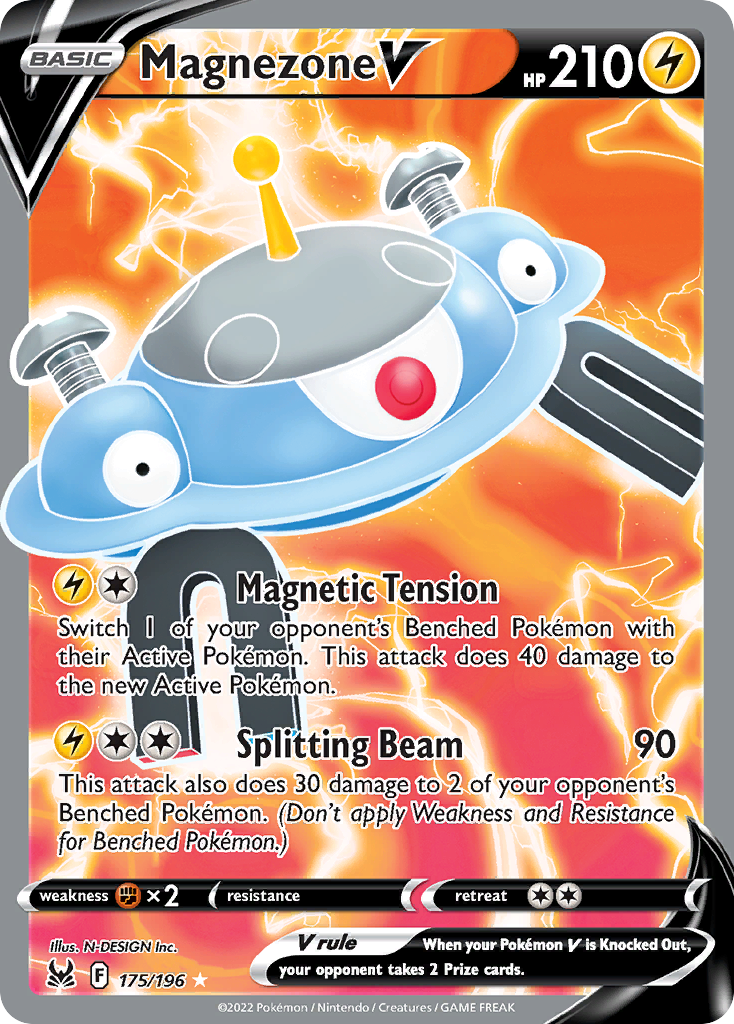 BASIC
Magnezone V
HP 210
Magnetic Tension
Switch 1 of your opponent's Benched Pokémon with
their Active Pokémon. This attack does 40 damage to
the new Active Pokémon.
Splitting Beam 90
This attack also does 30 damage to 2 of your opponent's
Benched Pokémon. (Don't apply Weakness and Resistance
for Benched Pokémon.)
weakness ×2 resistance retreat
Illus. N-DESIGN Inc.
V rule When your Pokémon V is Knocked Out,
your opponent takes 2 Prize cards.
F 175/196
©2022 Pokémon / Nintendo / Creatures / GAME FREAK